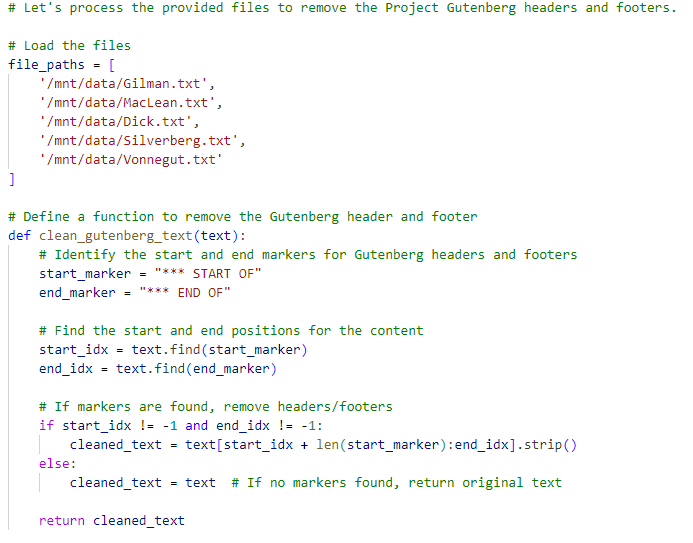 # Let's process the provided files to remove the Project Gutenberg headers and footers.
# Load the files
file_paths = [
    '/mnt/data/Gilman.txt',
    '/mnt/data/MacLean.txt',
    '/mnt/data/Dick.txt',
    '/mnt/data/Silverberg.txt',
    '/mnt/data/Vonnegut.txt'
]
# Define a function to remove the Gutenberg header and footer
def clean_gutenberg_text(text):
    # Identify the start and end markers for Gutenberg headers and footers
    start_marker = "*** START OF"
    end_marker = "*** END OF"
    # Find the start and end positions for the content
    start_idx = text.find(start_marker)
    end_idx = text.find(end_marker)
    # If markers are found, remove headers/footers
    if start_idx != -1 and end_idx != -1:
        cleaned_text = text[start_idx + len(start_marker):end_idx].strip()
    else:
        cleaned_text = text  # If no markers found, return original text
    return cleaned_text